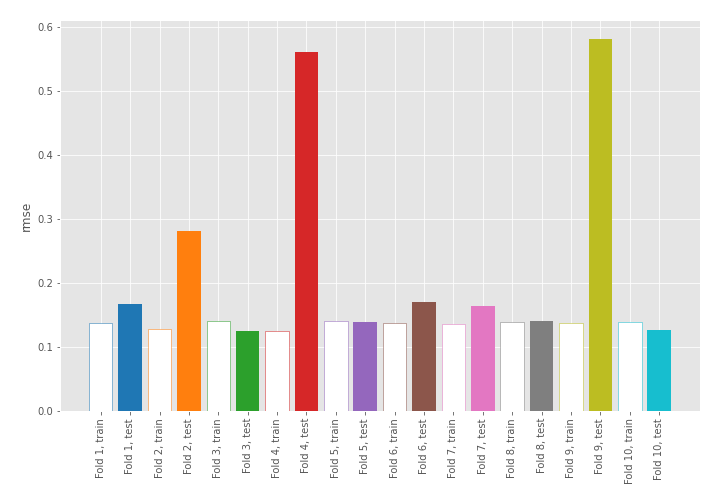 0.6
0.5
0.4
0.3
0.2
0.1
0.0
rmse
Fold 1, train
Fold 1, test
Fold 2, train
Fold 2, test
Fold 3, train
Fold 3, test
Fold 4, train
Fold 4, test
Fold 5, train
Fold 5, test
Fold 6, train
Fold 6, test
Fold 7, train
Fold 7, test
Fold 8, train
Fold 8, test
Fold 9, train
Fold 9, test
Fold 10, train
Fold 10, test